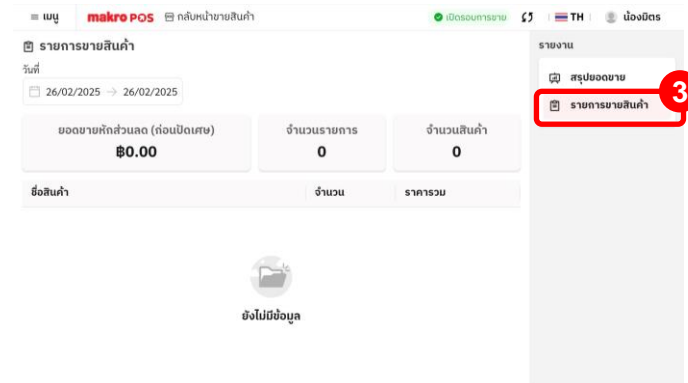 เมนู makro POS กลับหน้าขายสินค้า เปิดรอบการขาย TH น้องมิตร
รายการขายสินค้า
วันที่
26/02/2025 → 26/02/2025
ยอดขายหักส่วนลด (ก่อนปัดเศษ) จำนวนรายการ จำนวนสินค้า
฿0.00 0 0
ชื่อสินค้า จำนวน ราคารวม
ยังไม่มีข้อมูล
รายงาน
สรุปยอดขาย
รายการขายสินค้า
3